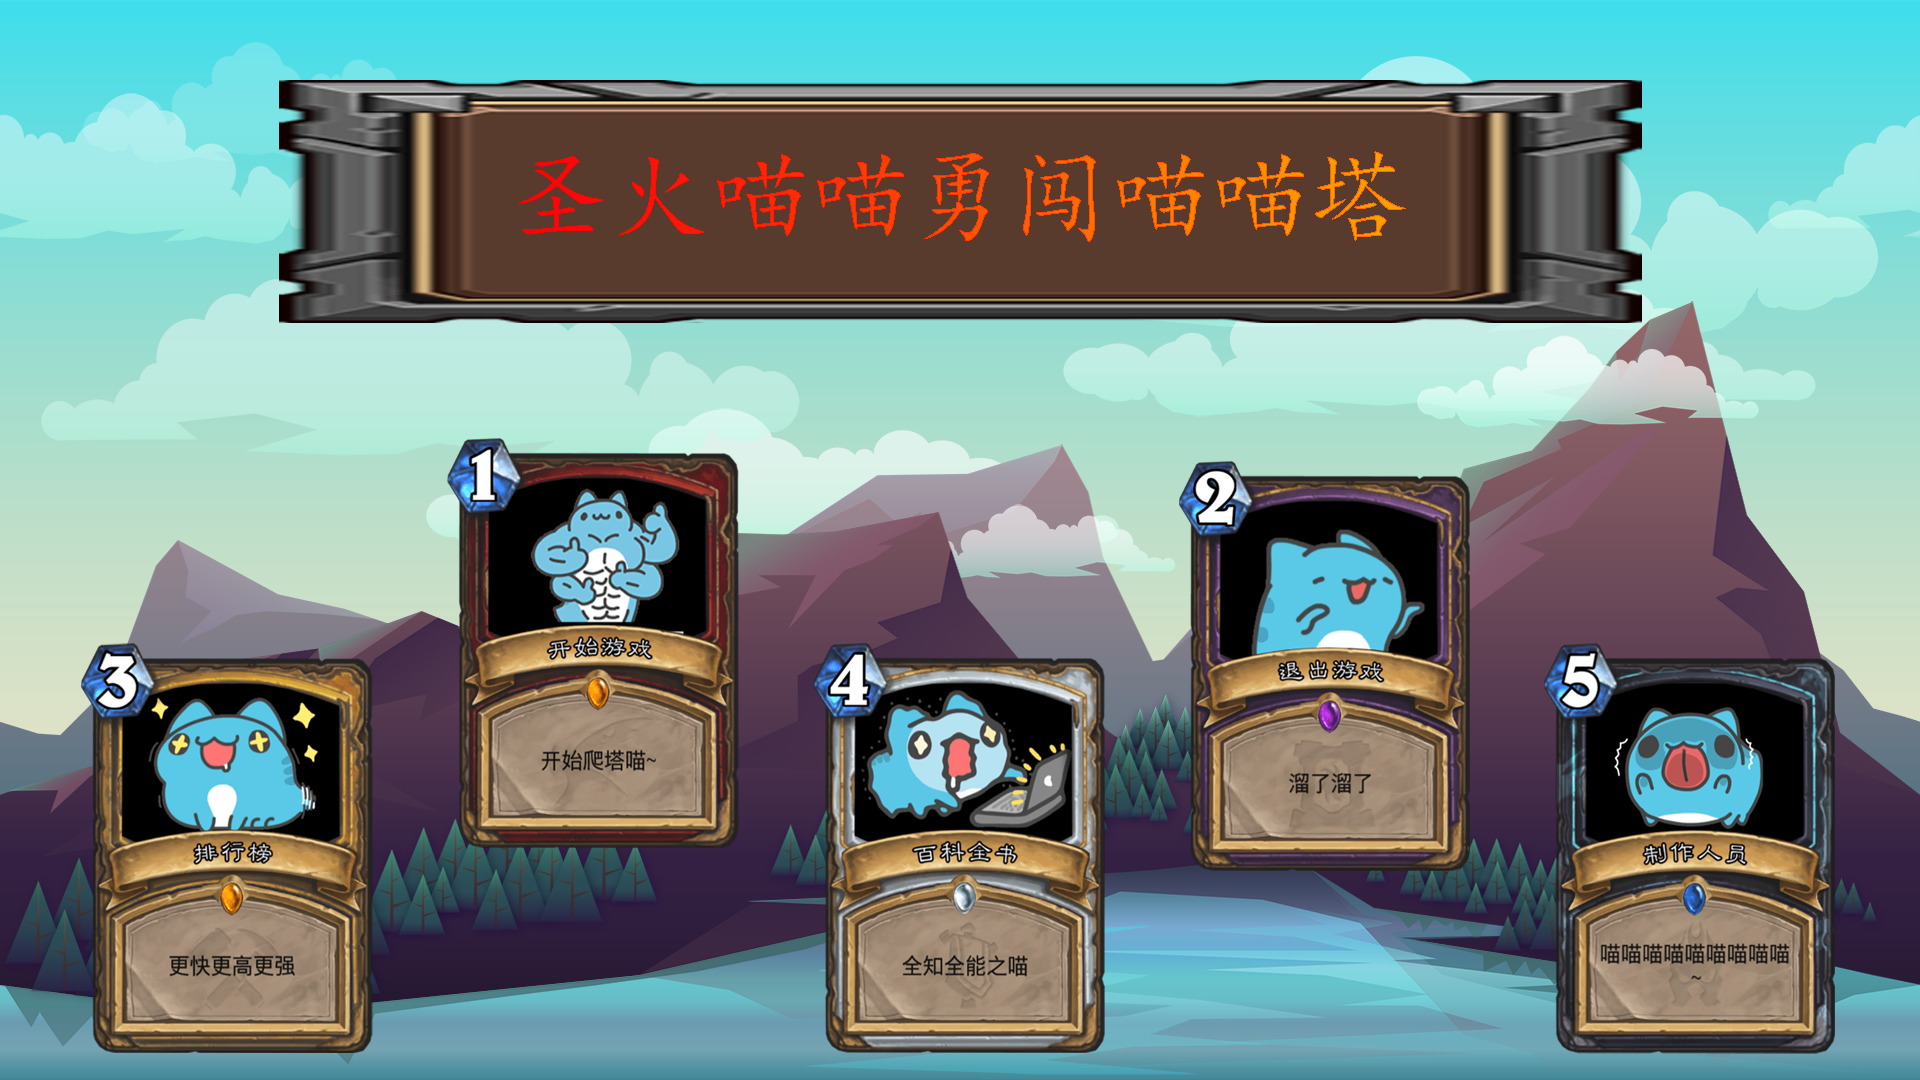 圣火喵喵勇闯喵喵塔
3
排行榜
更快更高更强
1
开始游戏
开始爬塔喵~
4
百科全书
全知全能之喵
2
退出游戏
溜了溜了
5
制作人员
喵喵喵喵喵喵喵喵喵
~